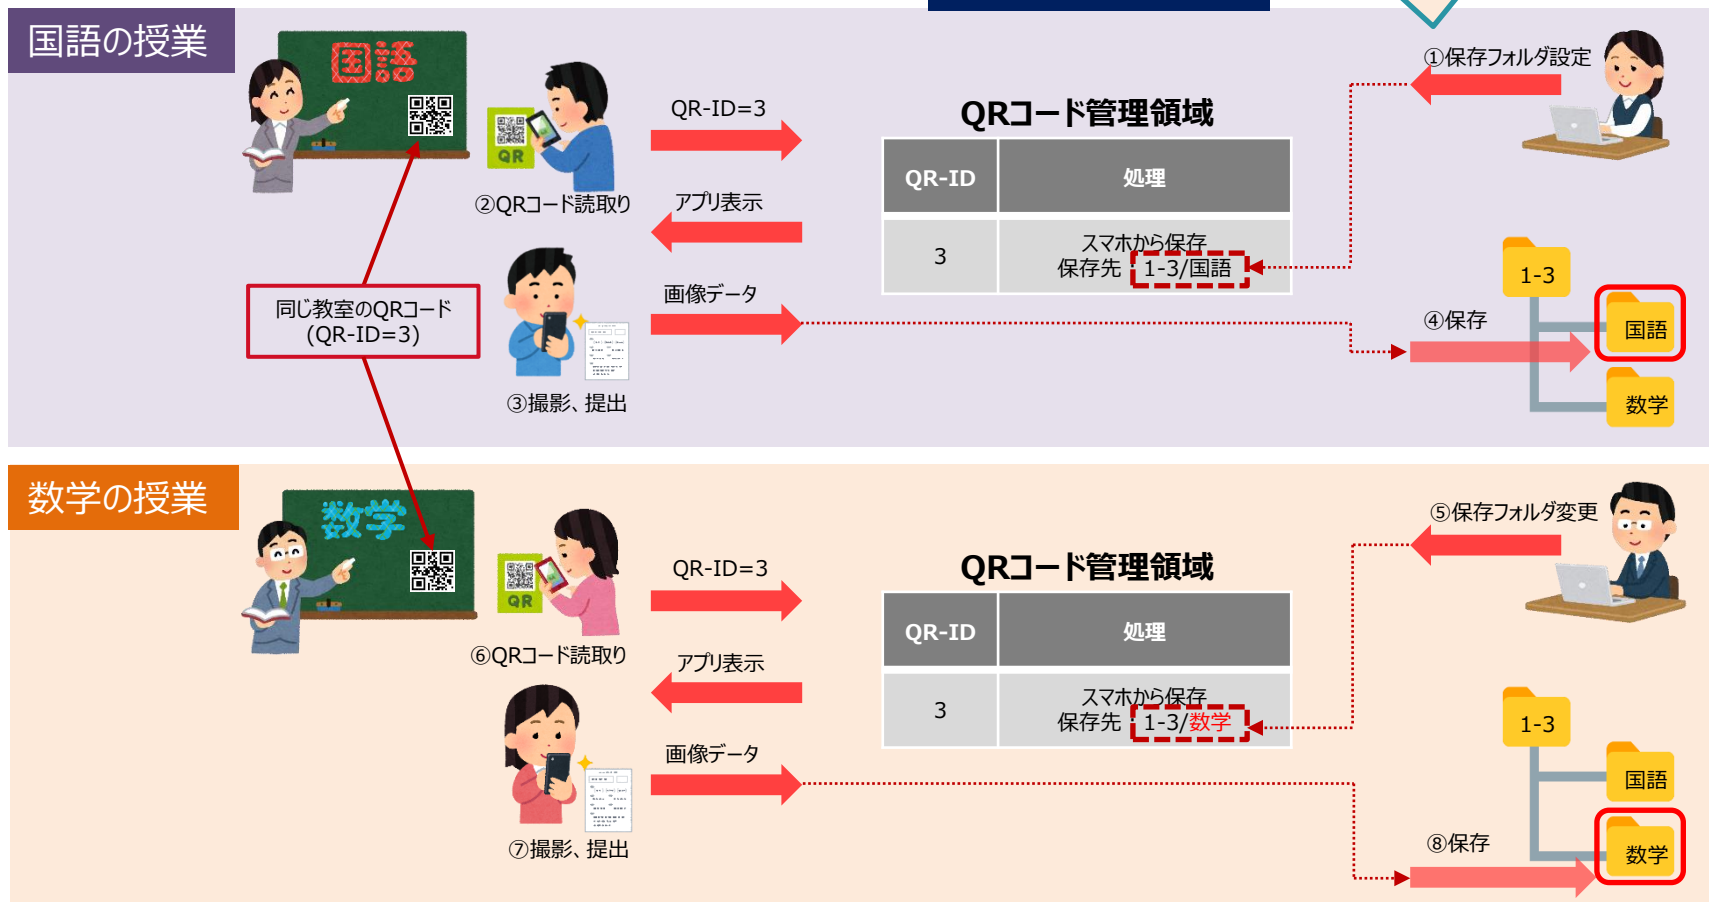 国語の授業
国語
①保存フォルダ設定
QR-ID=3
QRコード管理領域
QR
QR-ID
処理
②QRコード読取り
アプリ表示
3
スマホから保存
保存先：1-3/国語
1-3
同じ教室のQRコード
(QR-ID=3)
画像データ
④保存
国語
③撮影、提出
数学
数学の授業
数学
⑤保存フォルダ変更
QR-ID=3
QRコード管理領域
QR
QR-ID
処理
⑥QRコード読取り
アプリ表示
3
スマホから保存
保存先：1-3/数学
1-3
画像データ
国語
⑦撮影、提出
⑧保存
数学